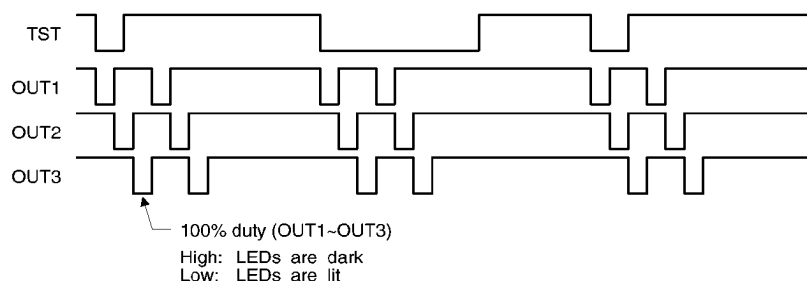 TST
OUT1
OUT2
OUT3
100% duty (OUT1~OUT3)
High: LEDs are dark
Low: LEDs are lit